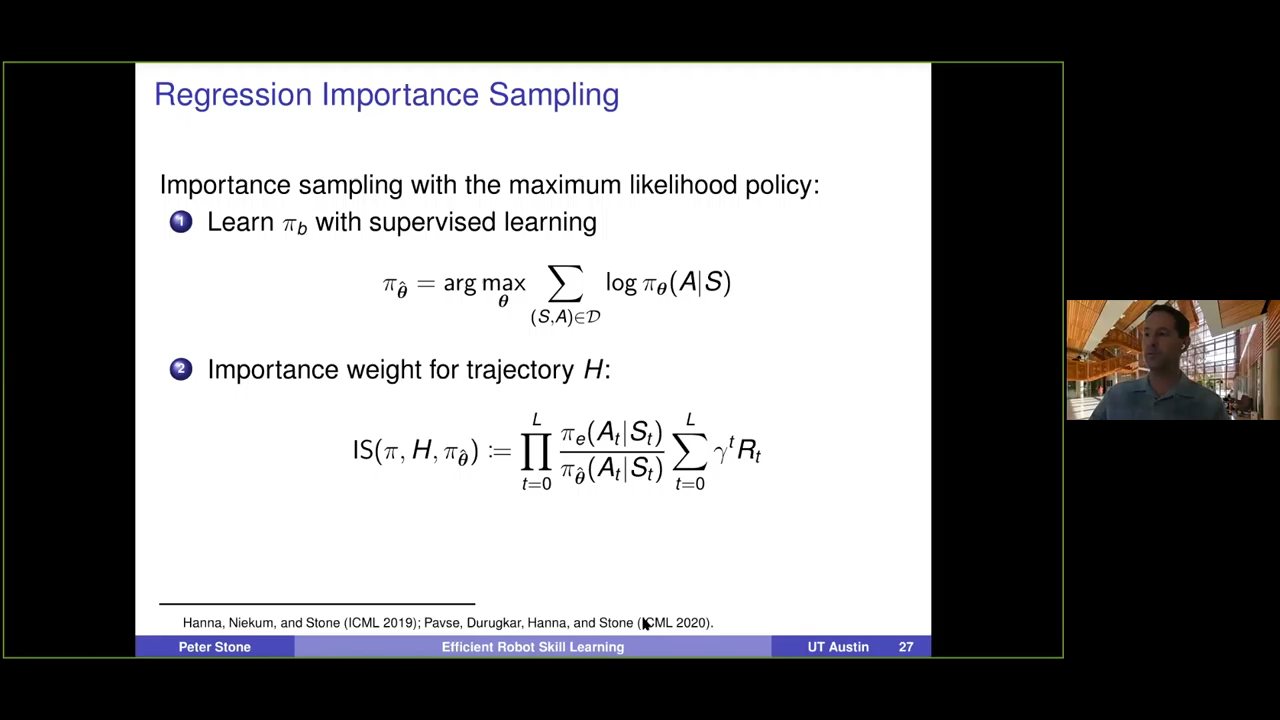 Regression Importance Sampling
Importance sampling with the maximum likelihood policy:
1 Learn π_b with supervised learning
π_θ̂ = arg max_θ ∑_{(S,A)∈𝒟} log π_θ(A|S)
2 Importance weight for trajectory H:
IS(π, H, π_θ̂) := ∏_{t=0}^{L} π_e(A_t|S_t) / π_θ̂(A_t|S_t) ∑_{t=0}^{L} γ^t R_t
Hanna, Niekum, and Stone (ICML 2019); Pavse, Durugkar, Hanna, and Stone (ICML 2020).
Peter Stone Efficient Robot Skill Learning UT Austin 27